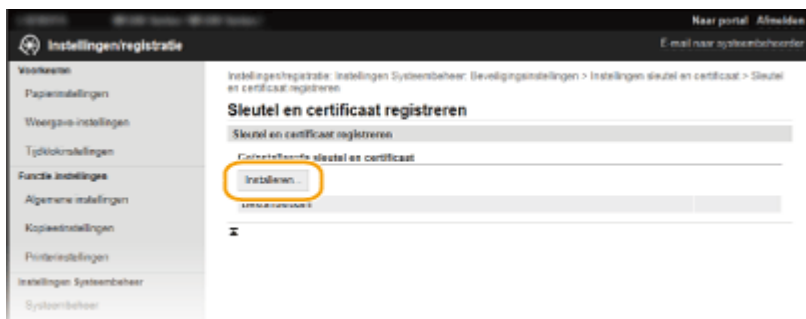 Naar portal Afmelden
Instellingen/registratie
E-mail naar systeembeheerder
Voorkeuren
Papierinstellingen
Weergave-instellingen
Tijdklokinstellingen
Functie-instellingen
Algemene instellingen
Kopieerinstellingen
Printerinstellingen
Instellingen Systeembeheer
Systeembeheer
Instellingen/registratie: Instellingen Systeembeheer: Beveiligingsinstellingen > Instellingen sleutel en certificaat > Sleutel
en certificaat registreren
Sleutel en certificaat registreren
Sleutel en certificaat registreren
Geïnstalleerde sleutel en certificaat
Installeren...